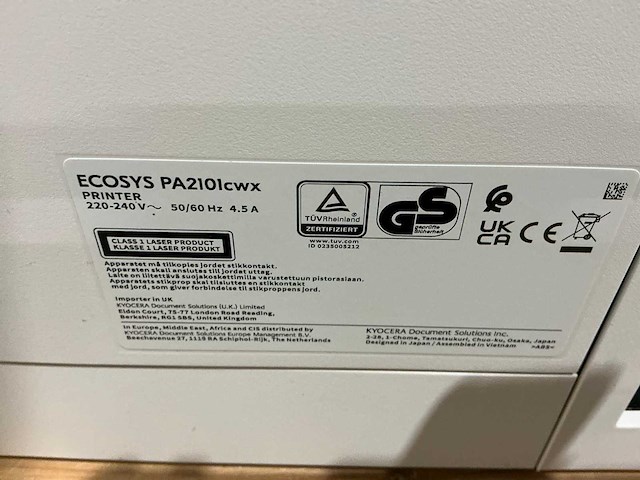 ECOSYS PA2101cwx
PRINTER
220-240 V~ 50/60 Hz 4.5 A
TÜVRheinland
ZERTIFIZIERT
www.tuv.com
ID 0235005212
GS
geprüfte
Sicherheit
UK
CA
CE
CLASS 1 LASER PRODUCT
KLASSE 1 LASER PRODUKT
Apparatet må tilkoples jordet stikkontakt.
Apparaten skall anslutas till jordat uttag.
Laite on liitettävä suojakoskettimilla varustettuun pistorasiaan.
Apparatets stikprop skal tilsluttes en stikkontakt
med jord, som giver forbindelse til stikproppens jord.
Importer in UK
KYOCERA Document Solutions (U.K.) Limited
Eldon Court, 75-77 London Road Reading,
Berkshire, RG1 5BS, United Kingdom
In Europe, Middle East, Africa and CIS distributed by
KYOCERA Document Solutions Europe Management B.V.
Beechavenue 27, 1119 RA Schiphol-Rijk, The Netherlands
KYOCERA Document Solutions Inc.
2-28, 1-Chome, Tamatsukuri, Chuo-ku, Osaka, Japan
Designed in Japan / Assembled in Vietnam
>ABS<